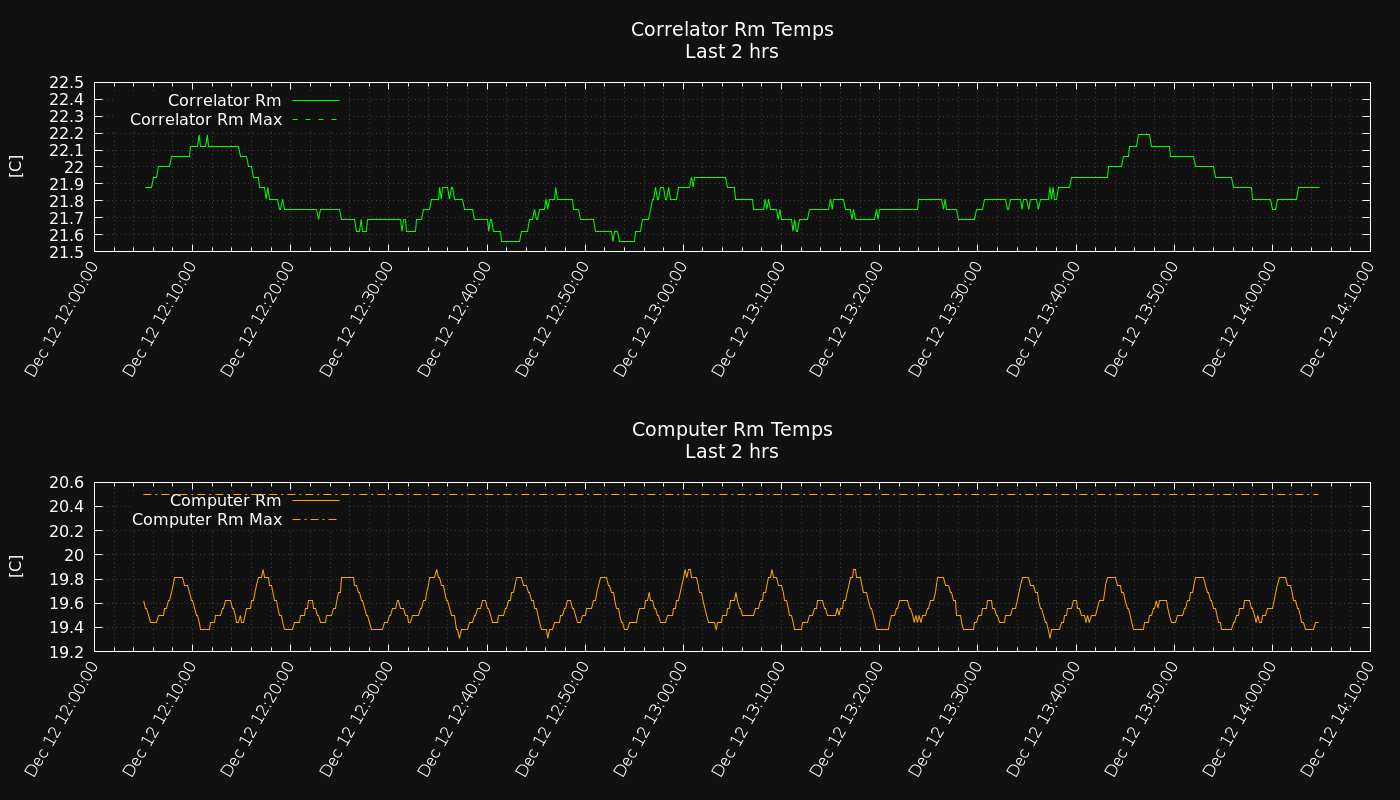 Correlator Rm Temps
Last 2 hrs
22.5
22.4
22.3
22.2
22.1
22
21.9
21.8
21.7
21.6
21.5
[C]
Correlator Rm
Correlator Rm Max
Dec 12 12:00:00
Dec 12 12:10:00
Dec 12 12:20:00
Dec 12 12:30:00
Dec 12 12:40:00
Dec 12 12:50:00
Dec 12 13:00:00
Dec 12 13:10:00
Dec 12 13:20:00
Dec 12 13:30:00
Dec 12 13:40:00
Dec 12 13:50:00
Dec 12 14:00:00
Dec 12 14:10:00
Computer Rm Temps
Last 2 hrs
20.6
20.4
20.2
20
19.8
19.6
19.4
19.2
[C]
Computer Rm
Computer Rm Max
Dec 12 12:00:00
Dec 12 12:10:00
Dec 12 12:20:00
Dec 12 12:30:00
Dec 12 12:40:00
Dec 12 12:50:00
Dec 12 13:00:00
Dec 12 13:10:00
Dec 12 13:20:00
Dec 12 13:30:00
Dec 12 13:40:00
Dec 12 13:50:00
Dec 12 14:00:00
Dec 12 14:10:00